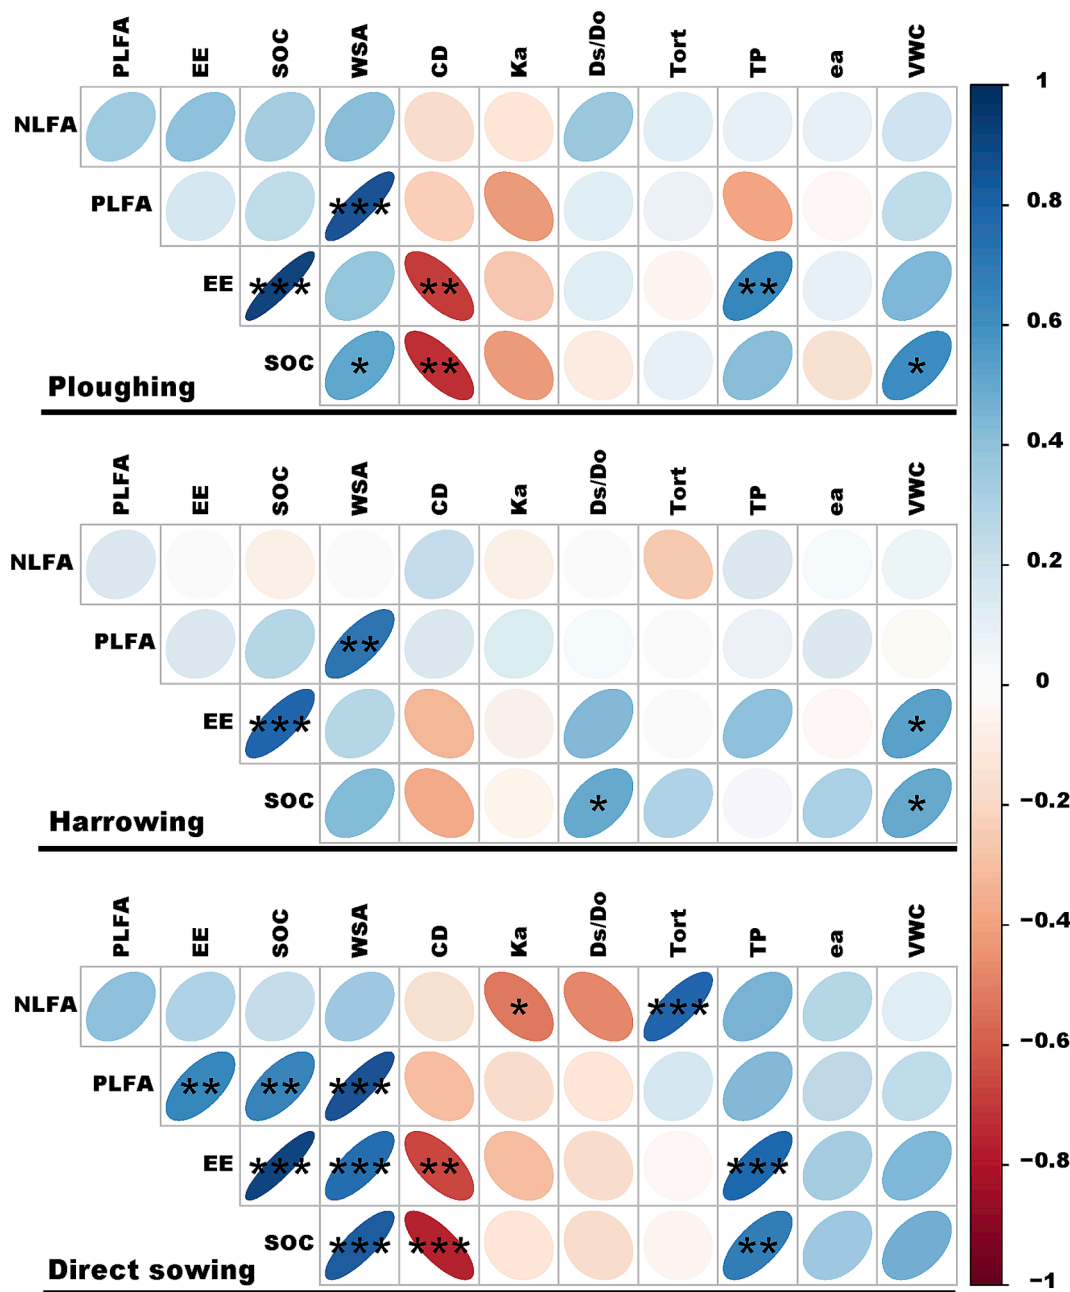 PLFA EE SOC WSA CD Ka Ds/Do Tort TP ea VWC
1
NLFA
PLFA ***
0.8
EE *** ** **
0.6
SOC * ** *
Ploughing
0.4
PLFA EE SOC WSA CD Ka Ds/Do Tort TP ea VWC
NLFA
0.2
PLFA **
0
EE *** *
SOC * *
−0.2
Harrowing
PLFA EE SOC WSA CD Ka Ds/Do Tort TP ea VWC
−0.4
NLFA * ***
−0.6
PLFA ** ** ***
EE *** *** ** ***
−0.8
SOC *** *** **
Direct sowing
−1